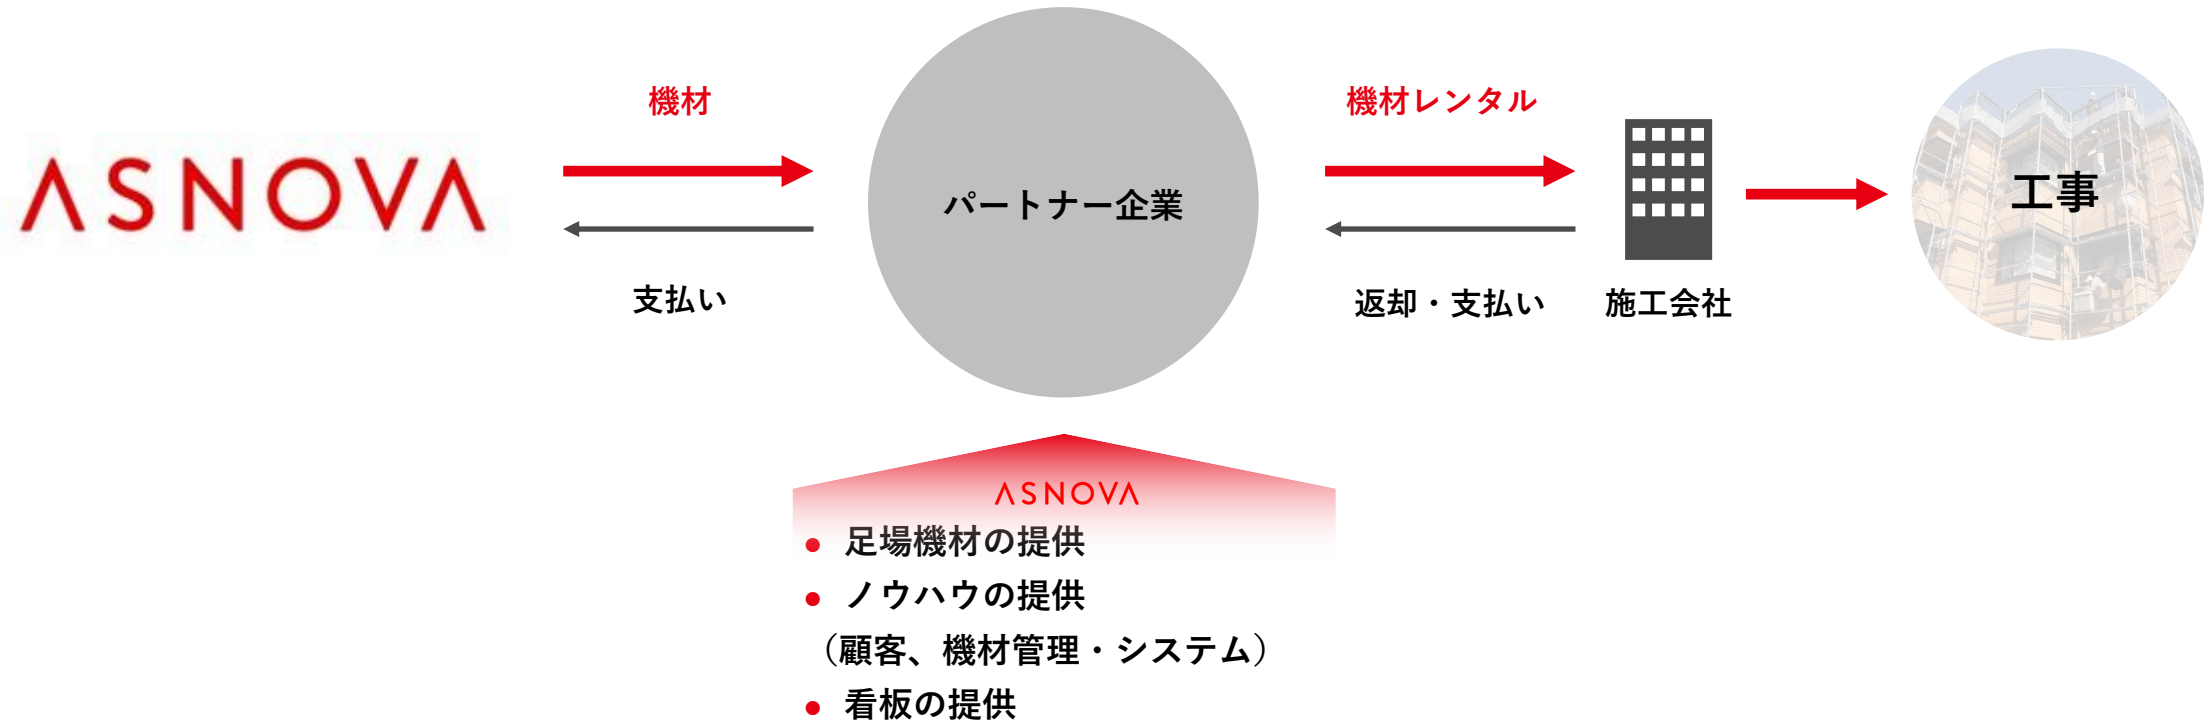 ASNOVA
機材
支払い
パートナー企業
機材レンタル
返却・支払い
施工会社
工事
ASNOVA
● 足場機材の提供
● ノウハウの提供
（顧客、機材管理・システム）
● 看板の提供